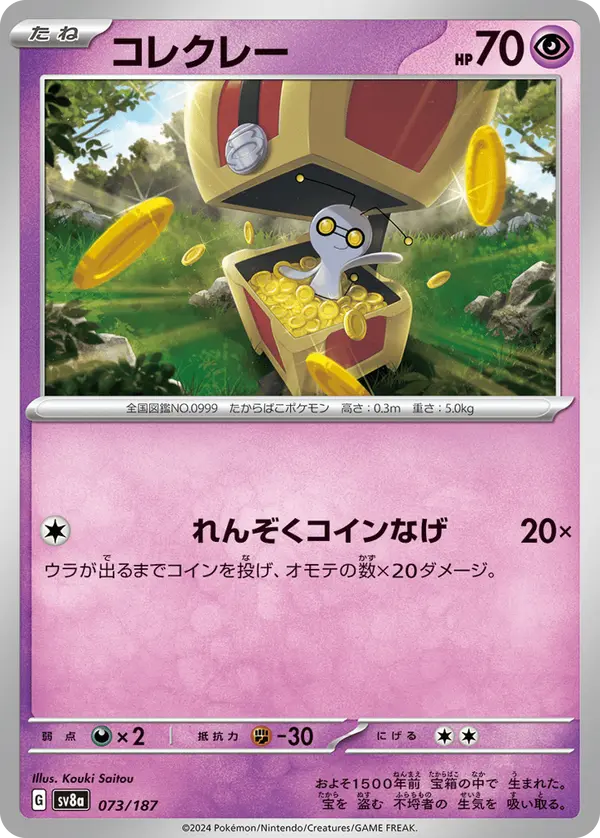 たね
コレクレー
HP70
全国図鑑NO.0999 たからばこポケモン 高さ:0.3m 重さ:5.0kg
れんぞくコインなげ 20×
ウラが出るまでコインを投げ、オモテの数×20ダメージ。
弱点 ×2 抵抗力 -30 にげる
Illus. Kouki Saitou
G sv8a 073/187
およそ1500年前 宝箱の中で 生まれた。
宝を 盗む 不埒者の 生気を 吸い取る。
©2024 Pokémon/Nintendo/Creatures/GAME FREAK.